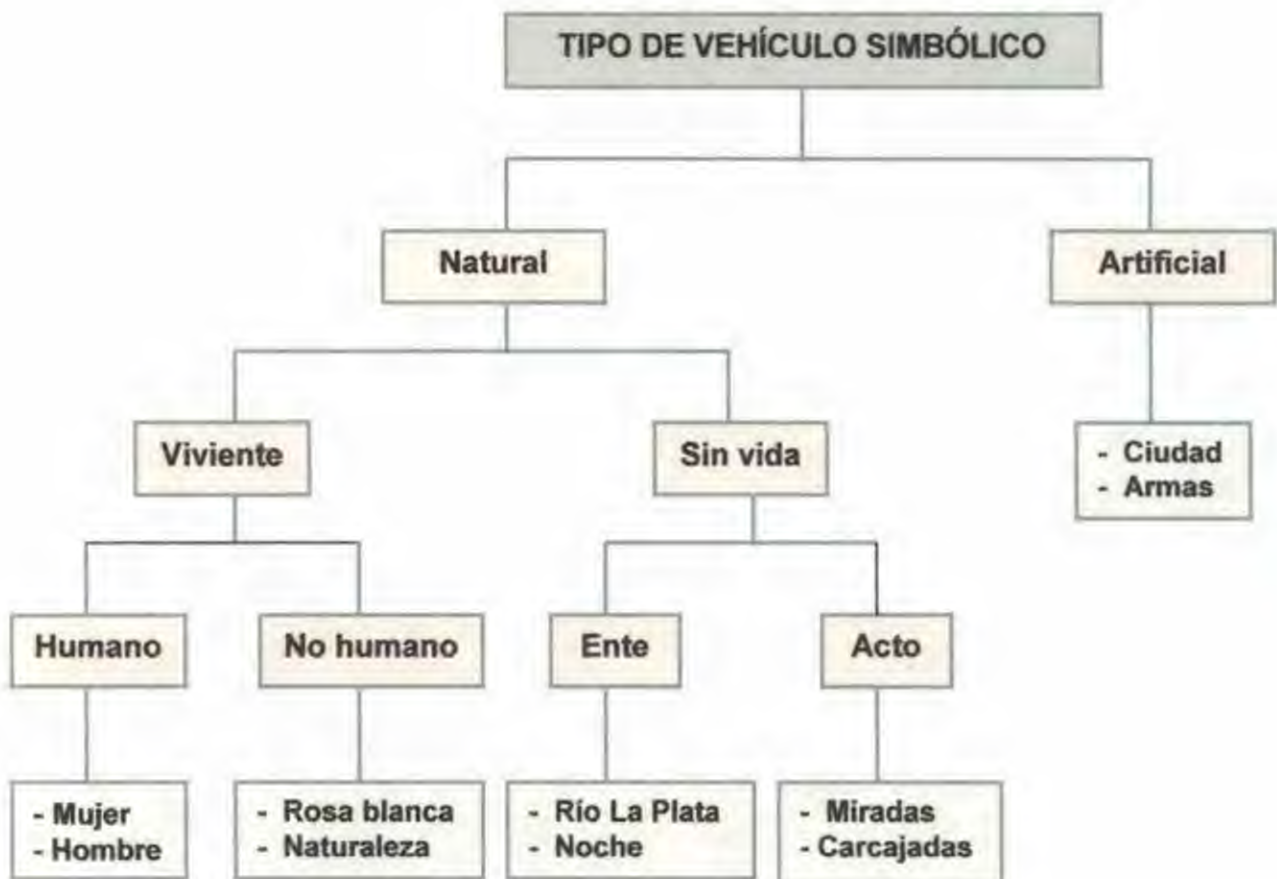 TIPO DE VEHÍCULO SIMBÓLICO
Natural
Artificial
Viviente
Sin vida
- Ciudad
- Armas
Humano
No humano
Ente
Acto
- Mujer
- Hombre
- Rosa blanca
- Naturaleza
- Río La Plata
- Noche
- Miradas
- Carcajadas